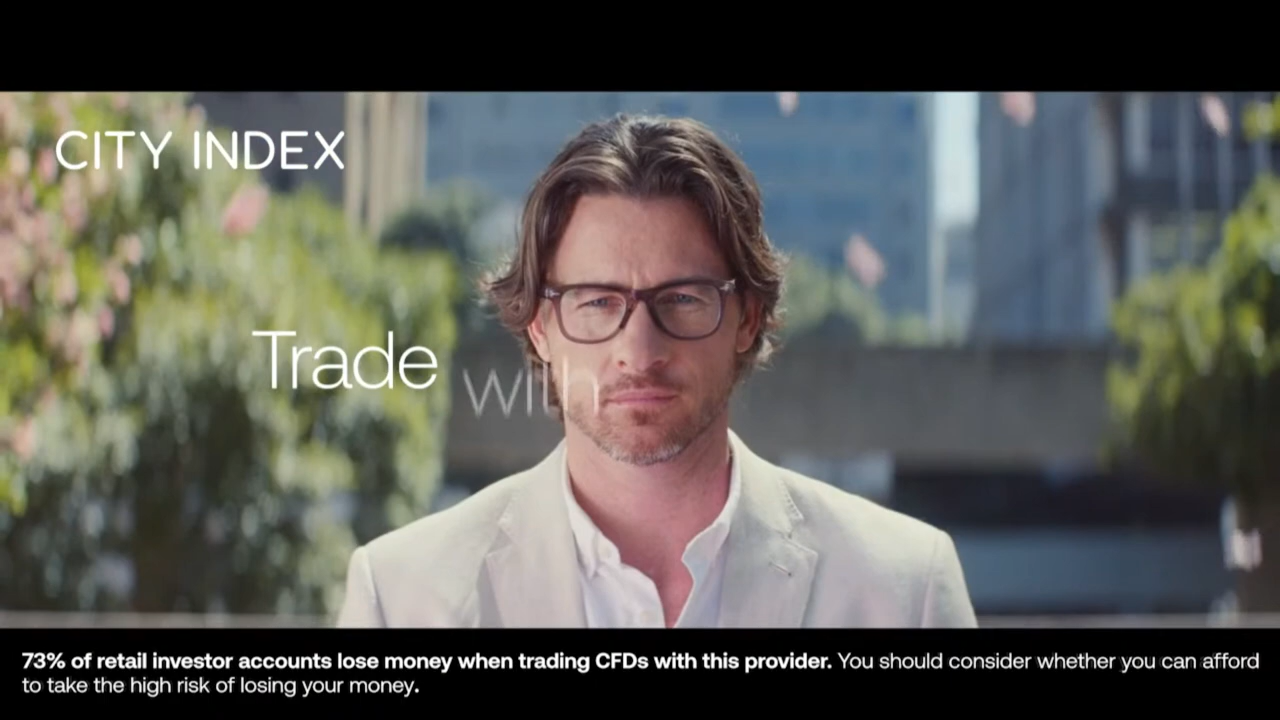 CITY INDEX
Trade with
73% of retail investor accounts lose money when trading CFDs with this provider. You should consider whether you can afford
to take the high risk of losing your money.